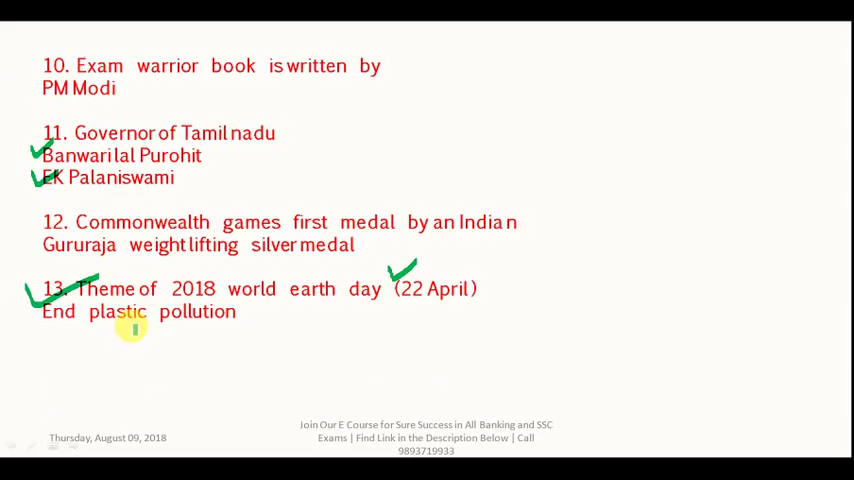 10. Exam warrior book is written by
PM Modi
11. Governor of Tamil nadu
Banwari lal Purohit
EK Palaniswami
12. Commonwealth games first medal by an Indian
Gururaja weightlifting silver medal
13. Theme of 2018 world earth day (22 April)
End plastic pollution
Thursday, August 09, 2018
Join Our E Course for Sure Success in All Banking and SSC
Exams | Find Link in the Description Below | Call
9893719933